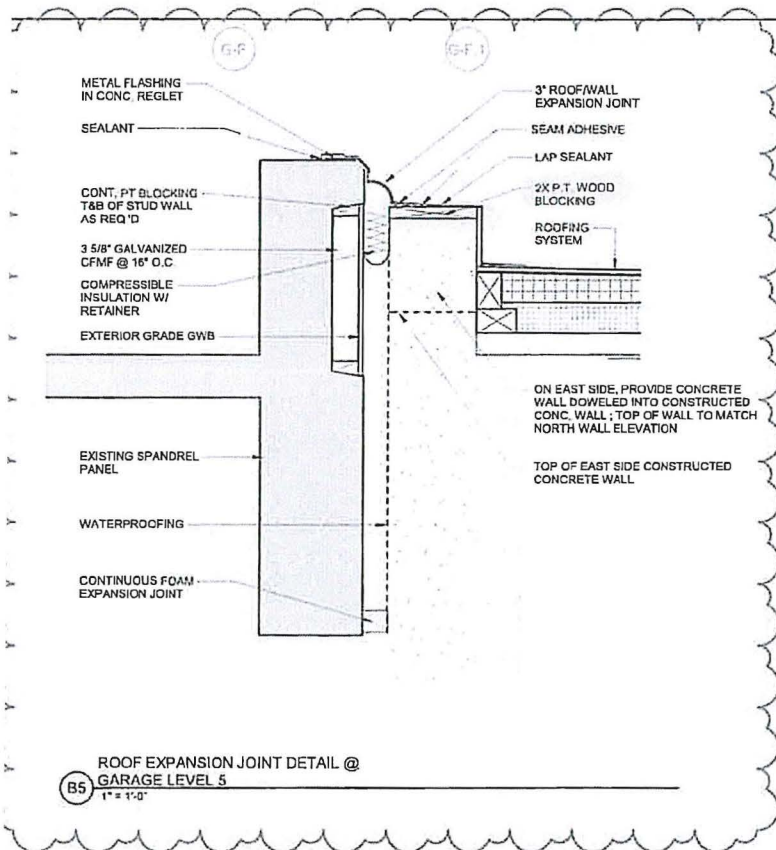 G-F
G-F.1
METAL FLASHING
IN CONC. REGLET
SEALANT
CONT. PT BLOCKING
T&B OF STUD WALL
AS REQ'D
3 5/8" GALVANIZED
CFMF @ 16" O.C
COMPRESSIBLE
INSULATION W/
RETAINER
EXTERIOR GRADE GWB
EXISTING SPANDREL
PANEL
WATERPROOFING
CONTINUOUS FOAM
EXPANSION JOINT
3" ROOF/WALL
EXPANSION JOINT
SEAM ADHESIVE
LAP SEALANT
2X P.T. WOOD
BLOCKING
ROOFING
SYSTEM
ON EAST SIDE, PROVIDE CONCRETE
WALL DOWELED INTO CONSTRUCTED
CONC. WALL ; TOP OF WALL TO MATCH
NORTH WALL ELEVATION
TOP OF EAST SIDE CONSTRUCTED
CONCRETE WALL
B5
ROOF EXPANSION JOINT DETAIL @
GARAGE LEVEL 5
1" = 1'-0"